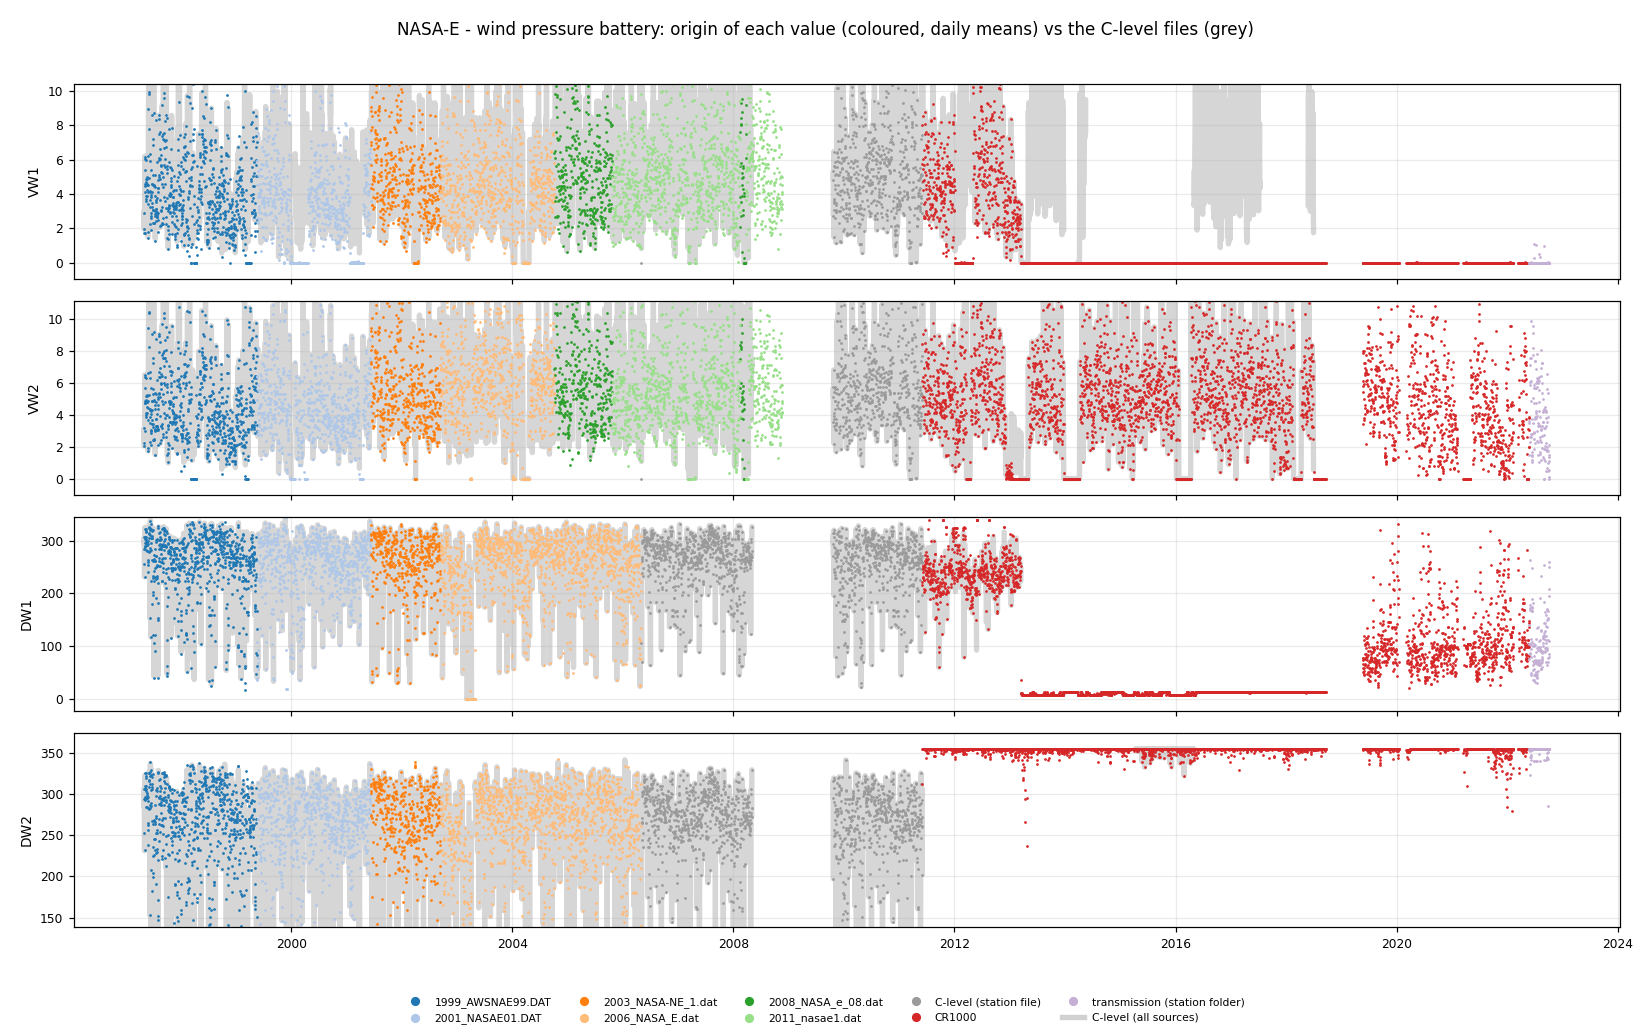 NASA-E - wind pressure battery: origin of each value (coloured, daily means) vs the C-level files (grey)
VW1
10
8
6
4
2
0
VW2
10
8
6
4
2
0
DW1
300
200
100
0
DW2
350
300
250
200
150
2000 2004 2008 2012 2016 2020 2024
1999_AWSNAE99.DAT 2003_NASA-NE_1.dat 2008_NASA_e_08.dat C-level (station file) transmission (station folder)
2001_NASAE01.DAT 2006_NASA_E.dat 2011_nasae1.dat CR1000 C-level (all sources)